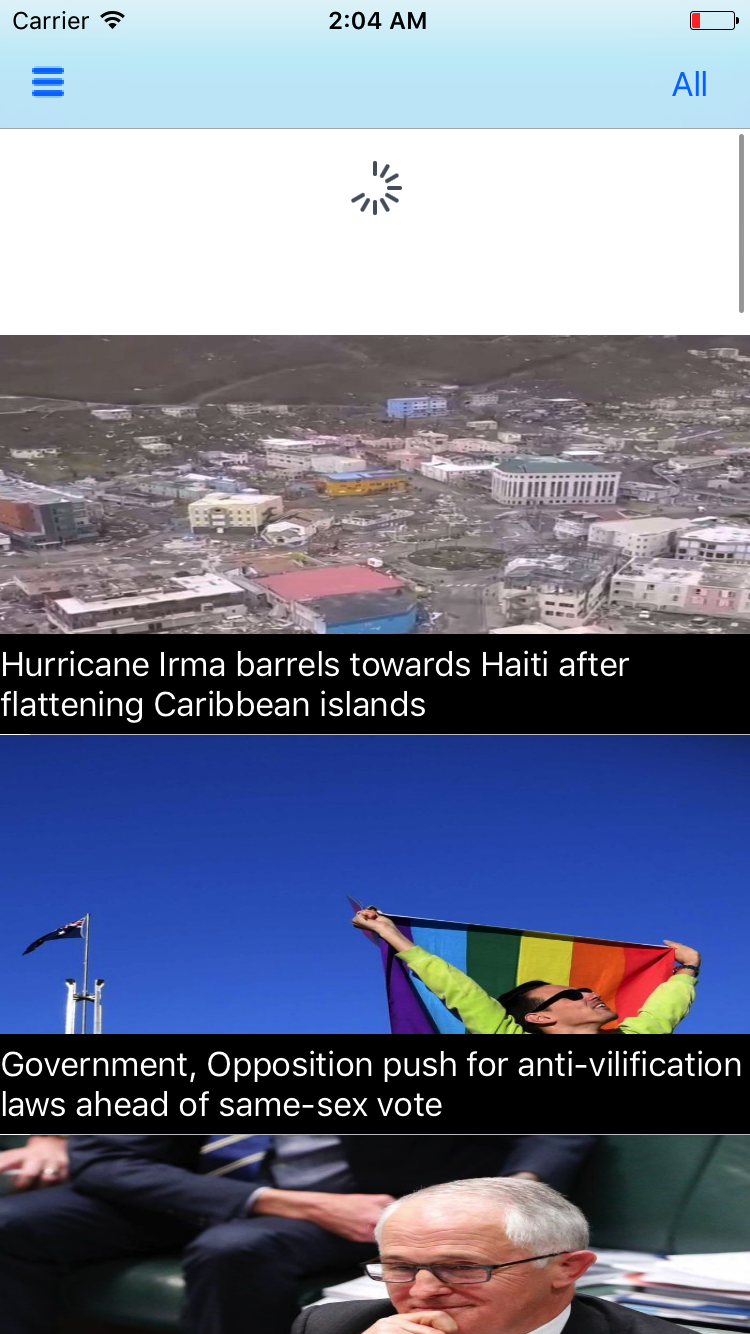 Carrier 2:04 AM
All
Hurricane Irma barrels towards Haiti after
flattening Caribbean islands
Government, Opposition push for anti-vilification
laws ahead of same-sex vote